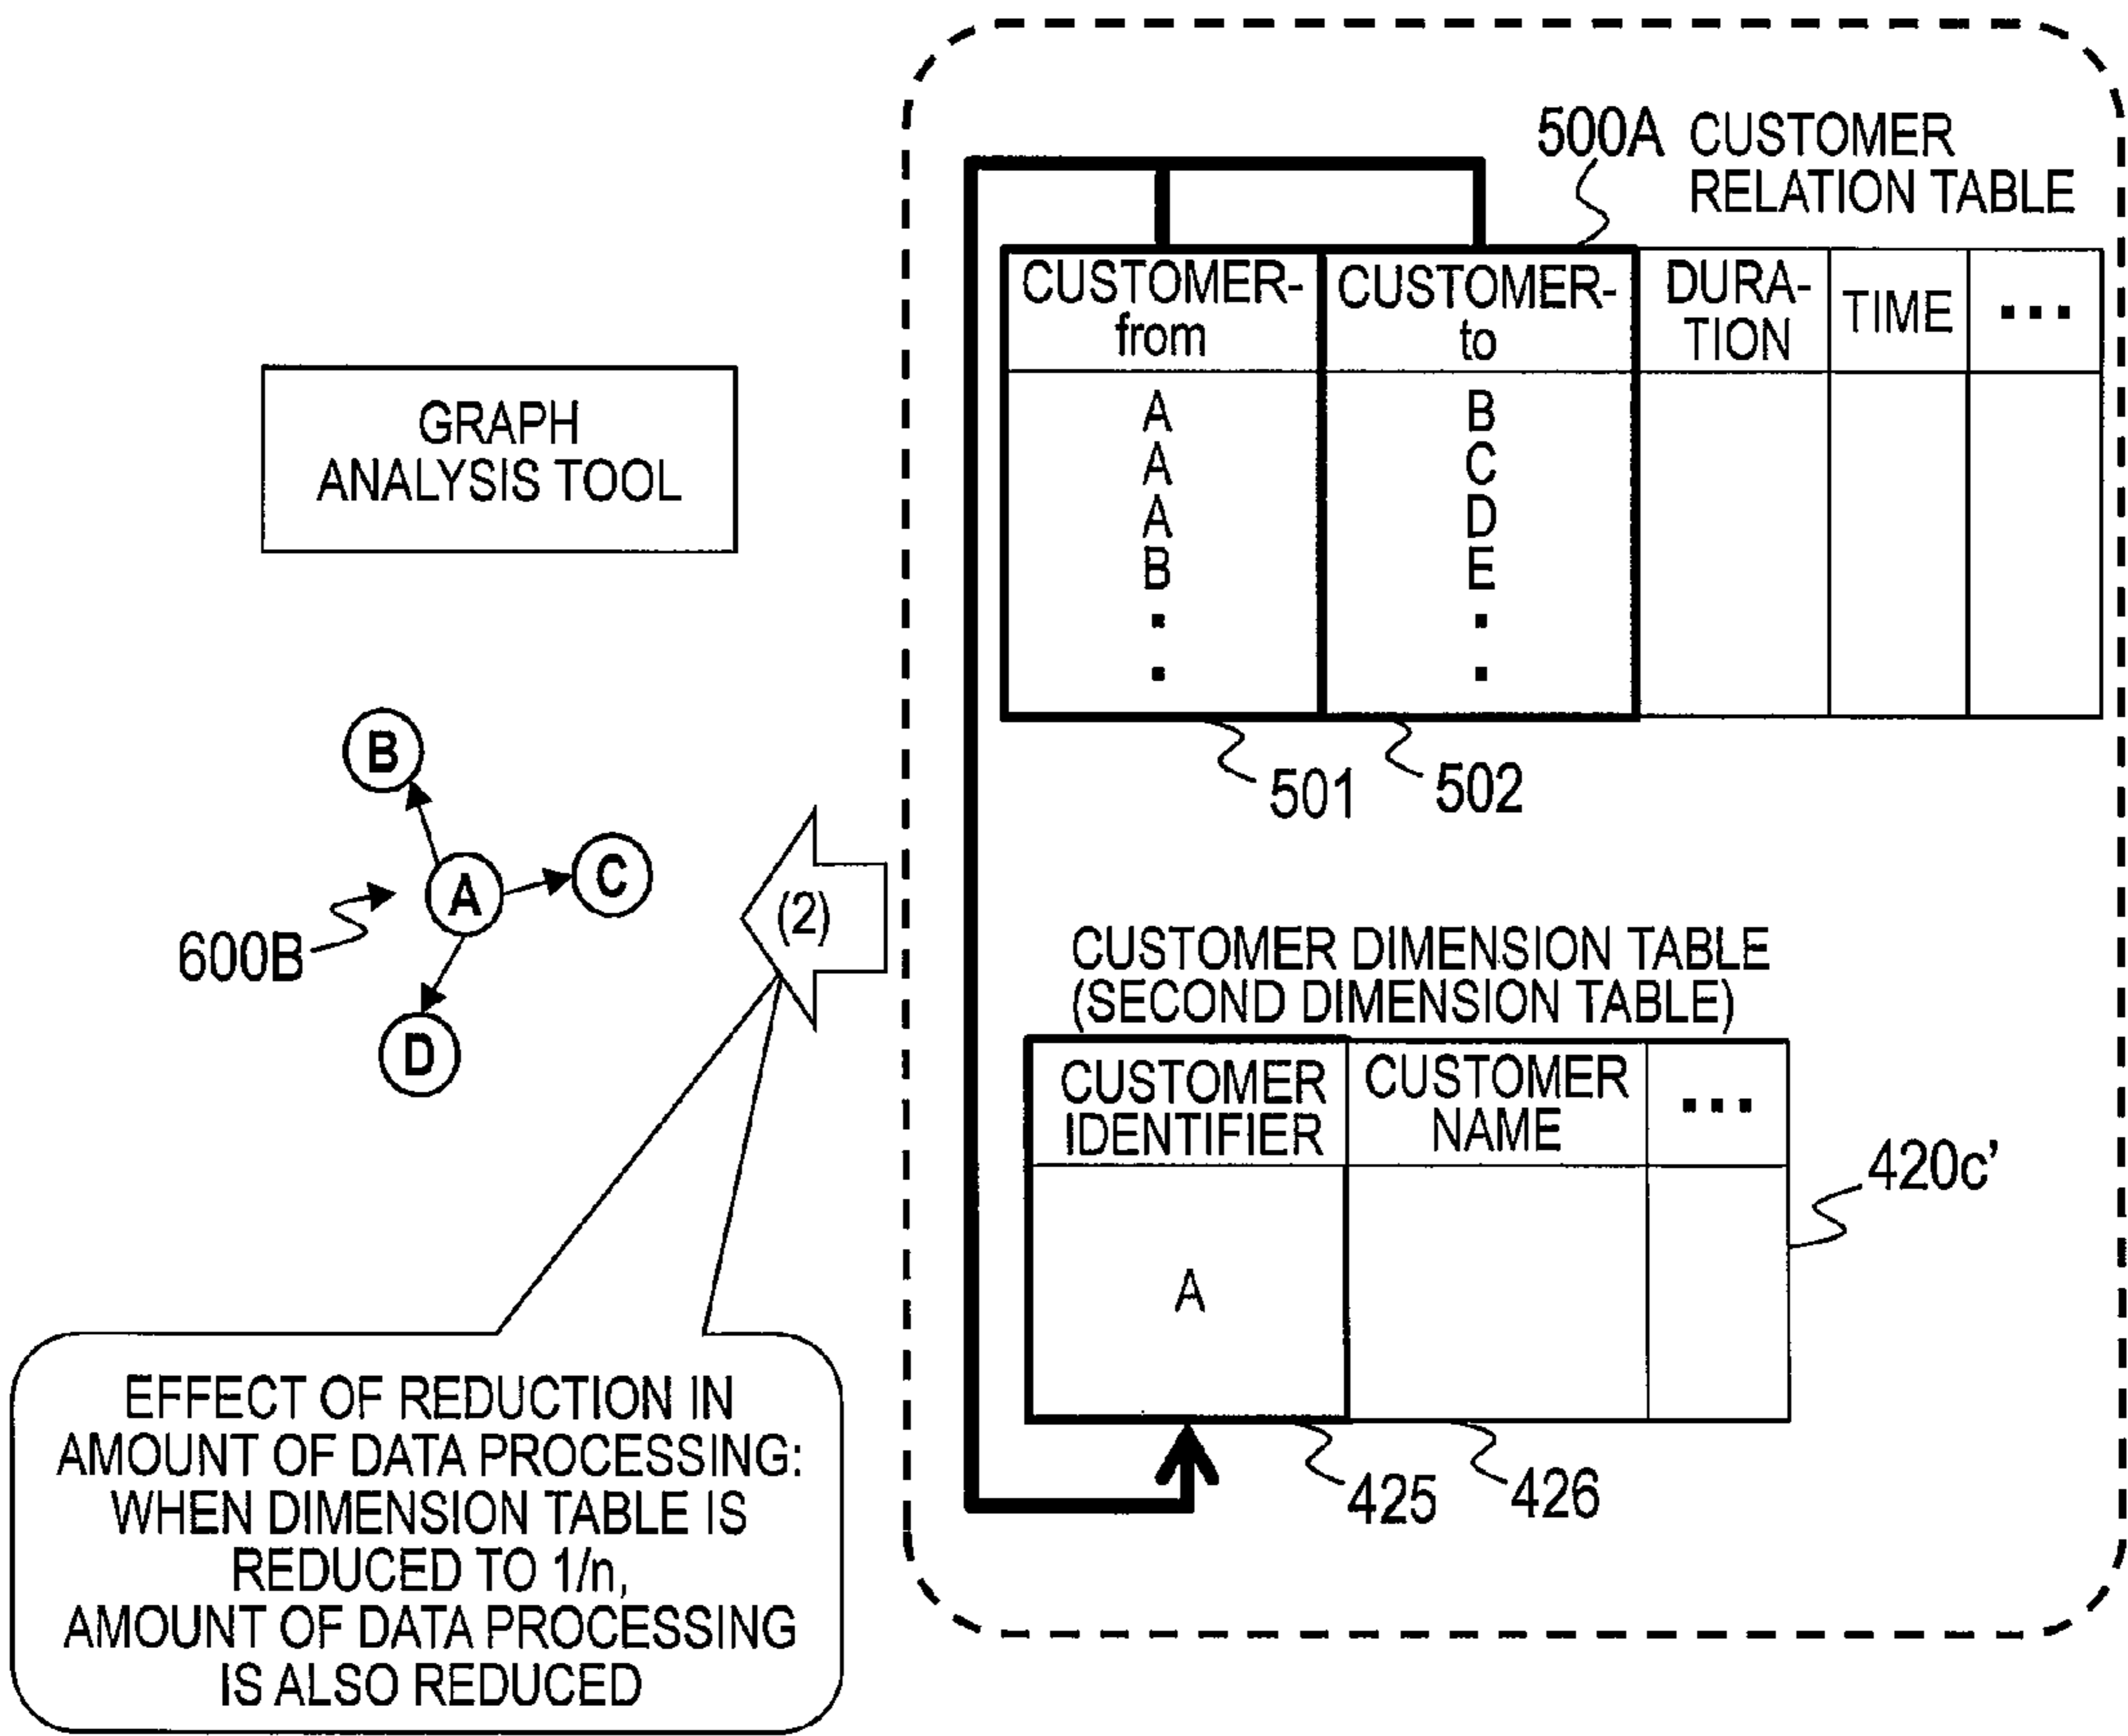 500A CUSTOMER
RELATION TABLE
CUSTOMER-
from
CUSTOMER-
to
DURA-
TION
TIME
...
A
A
A
B
.
.
B
C
D
E
.
.
501
502
GRAPH
ANALYSIS TOOL
B
A
C
D
600B
(2)
CUSTOMER DIMENSION TABLE
(SECOND DIMENSION TABLE)
CUSTOMER
IDENTIFIER
CUSTOMER
NAME
...
A
420c'
425
426
EFFECT OF REDUCTION IN
AMOUNT OF DATA PROCESSING:
WHEN DIMENSION TABLE IS
REDUCED TO 1/n,
AMOUNT OF DATA PROCESSING
IS ALSO REDUCED